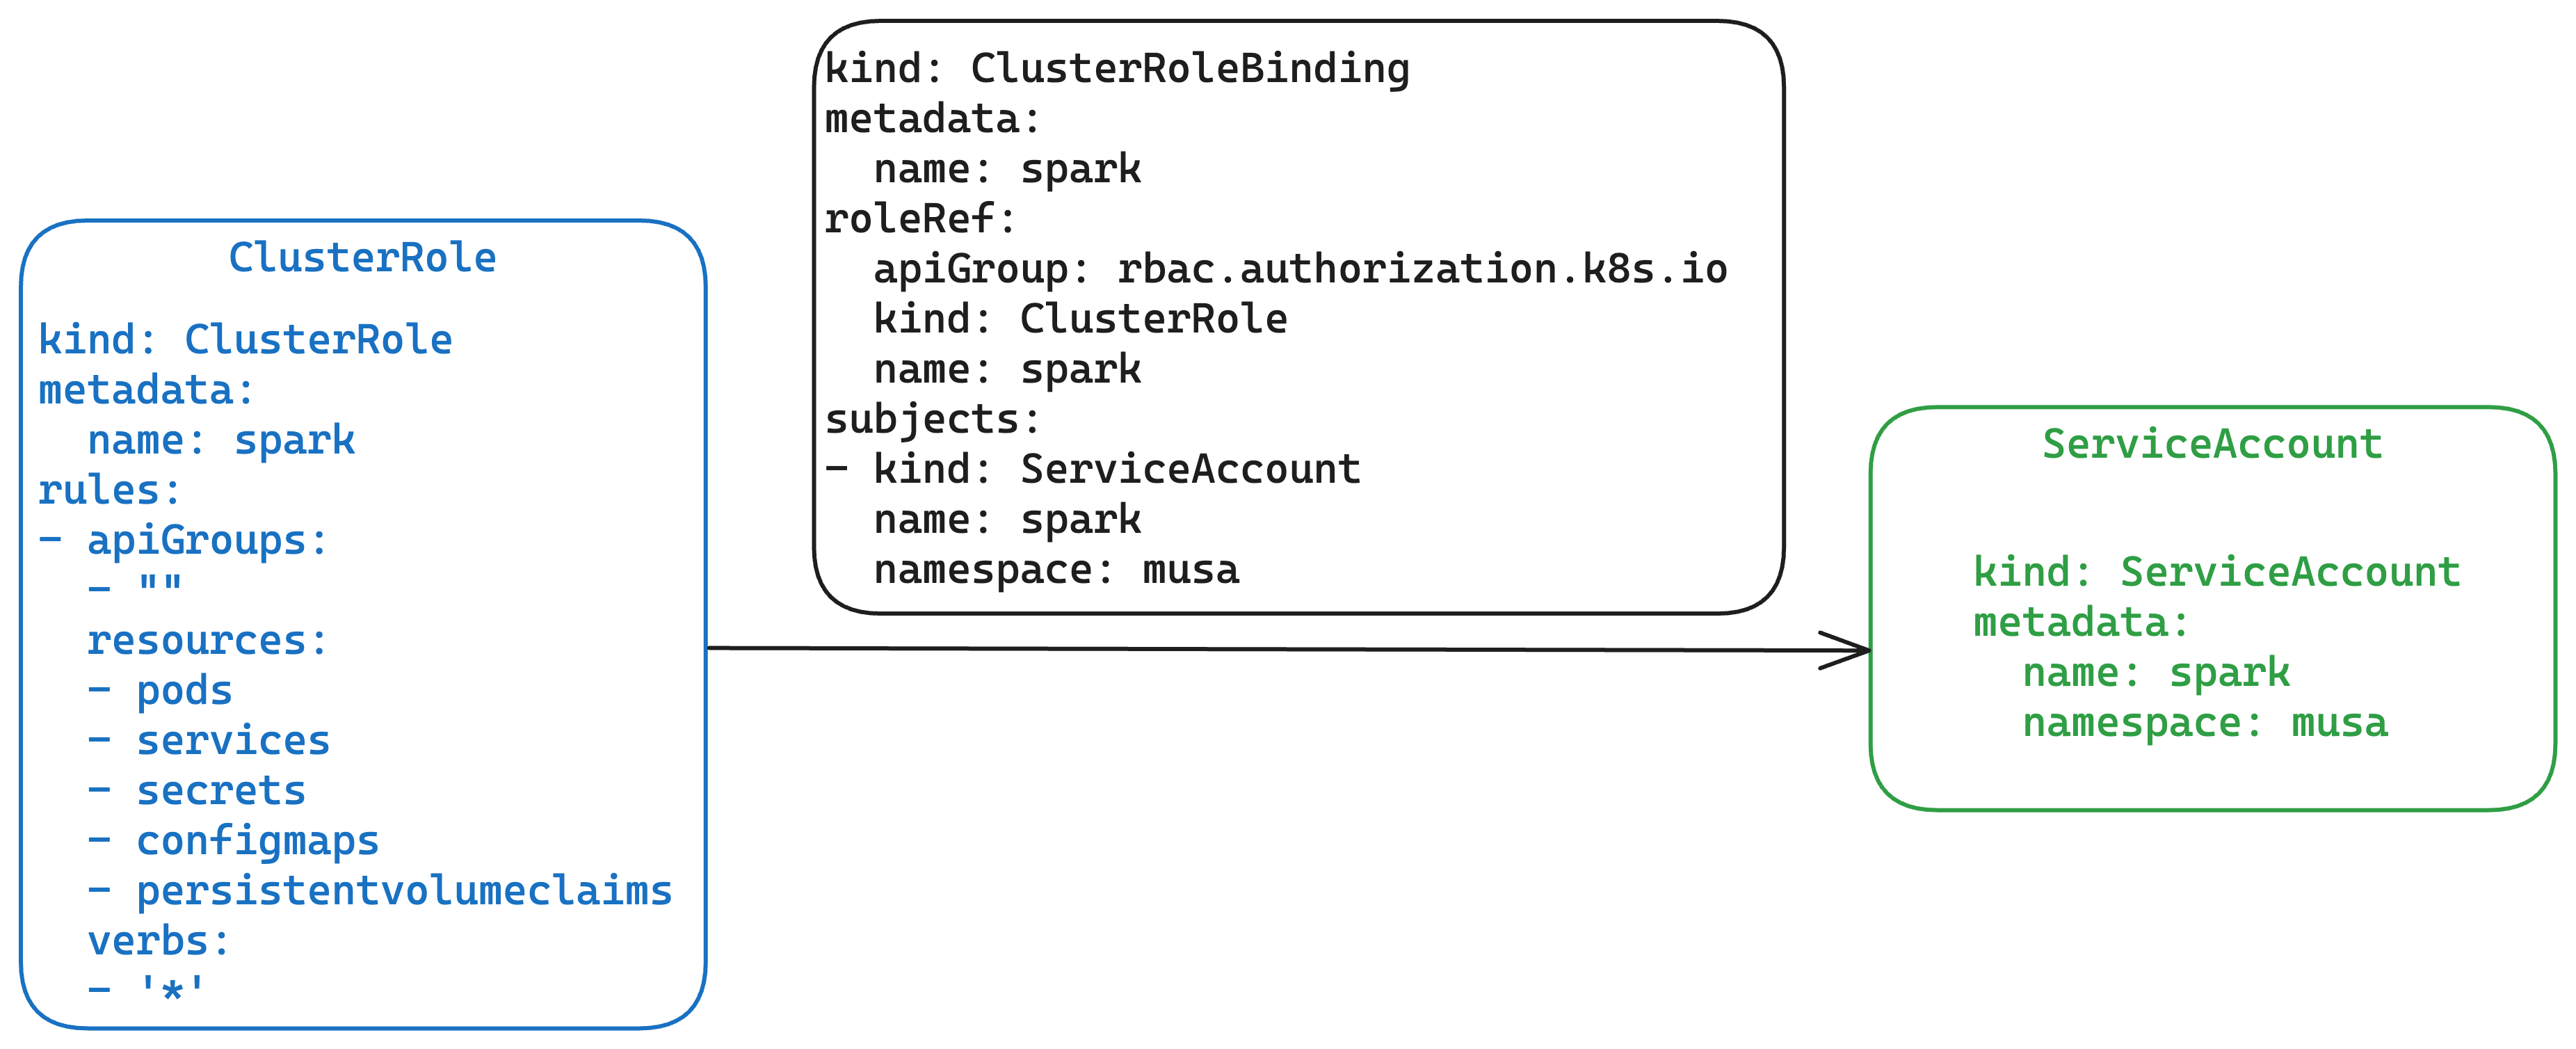 ClusterRole
kind: ClusterRole
metadata:
  name: spark
rules:
- apiGroups:
  - ""
  resources:
  - pods
  - services
  - secrets
  - configmaps
  - persistentvolumeclaims
  verbs:
  - '*'
kind: ClusterRoleBinding
metadata:
  name: spark
roleRef:
  apiGroup: rbac.authorization.k8s.io
  kind: ClusterRole
  name: spark
subjects:
- kind: ServiceAccount
  name: spark
  namespace: musa
ServiceAccount
kind: ServiceAccount
metadata:
  name: spark
  namespace: musa